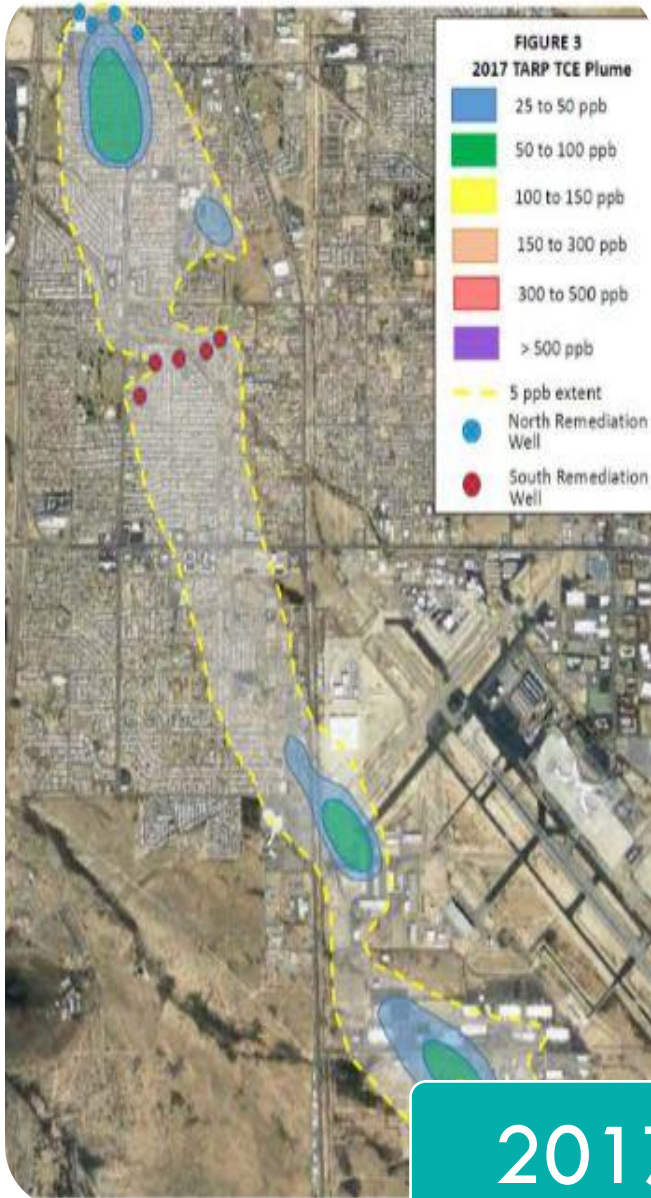 FIGURE 3
2017 TARP TCE Plume
25 to 50 ppb
50 to 100 ppb
100 to 150 ppb
150 to 300 ppb
300 to 500 ppb
> 500 ppb
5 ppb extent
North Remediation
Well
South Remediation
Well
2017